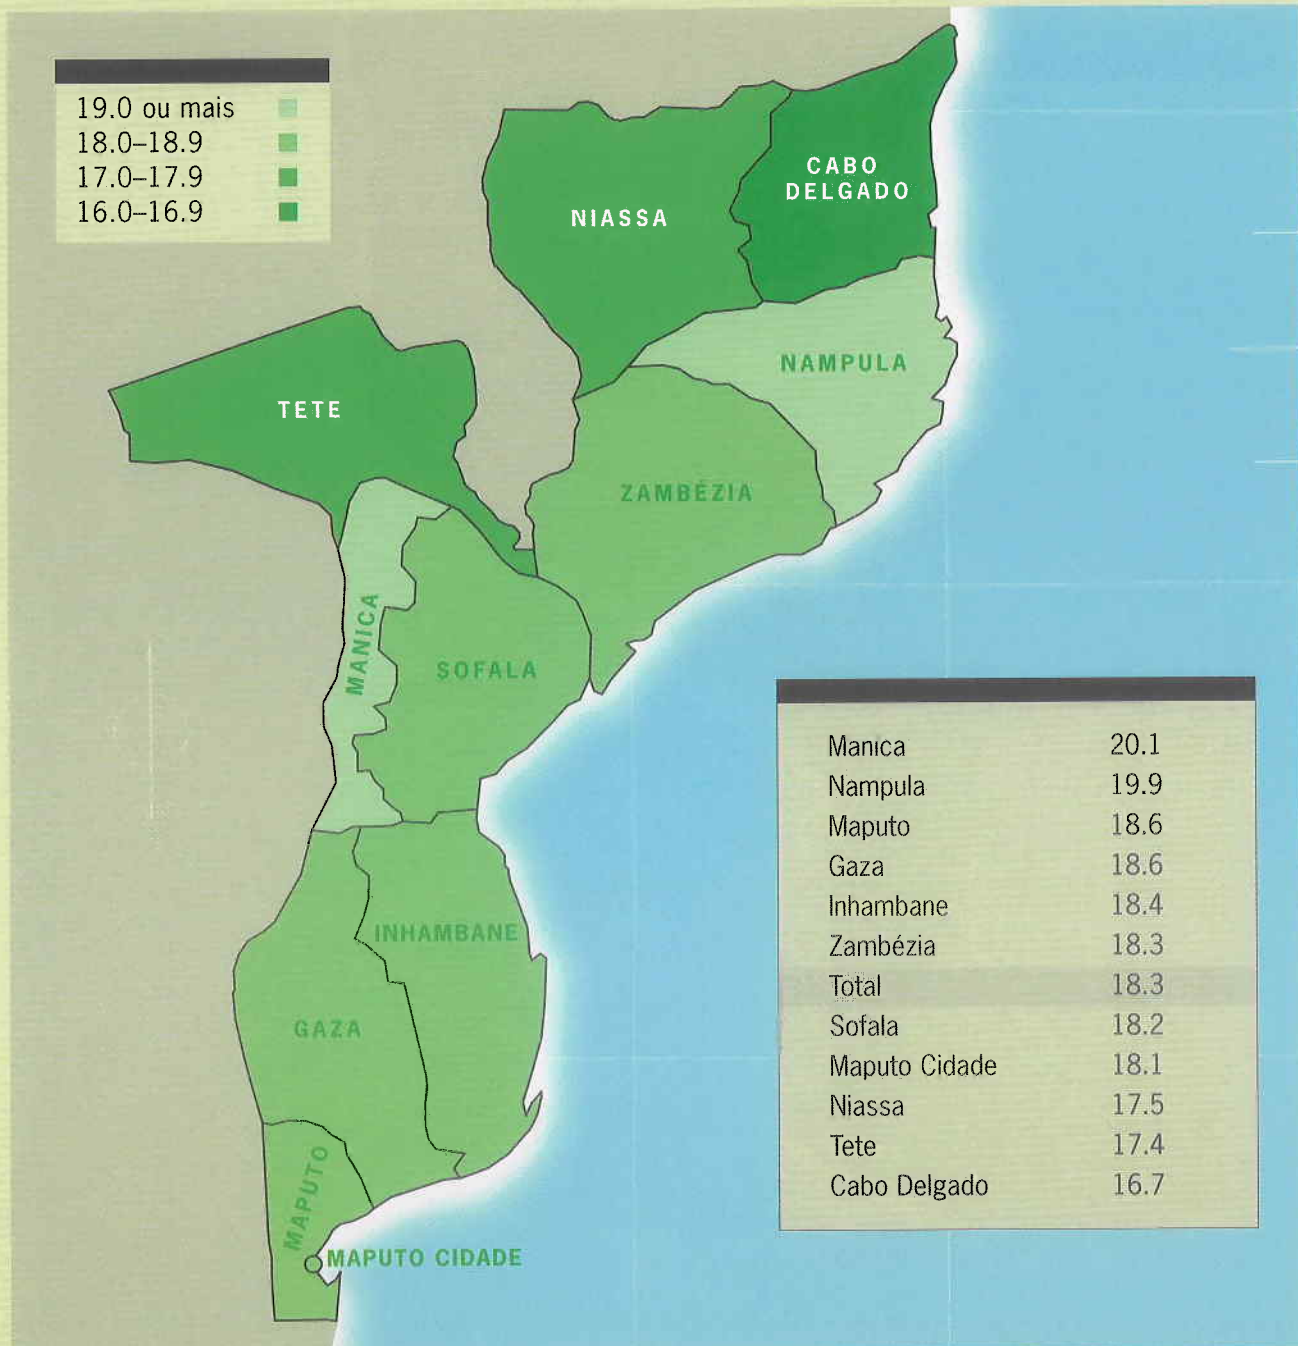 19.0 ou mais
18.0–18.9
17.0–17.9
16.0–16.9
CABO
DELGADO
NIASSA
NAMPULA
TETE
ZAMBÉZIA
MANICA
SOFALA
INHAMBANE
GAZA
MAPUTO
MAPUTO CIDADE
Manica 20.1
Nampula 19.9
Maputo 18.6
Gaza 18.6
Inhambane 18.4
Zambézia 18.3
Total 18.3
Sofala 18.2
Maputo Cidade 18.1
Niassa 17.5
Tete 17.4
Cabo Delgado 16.7